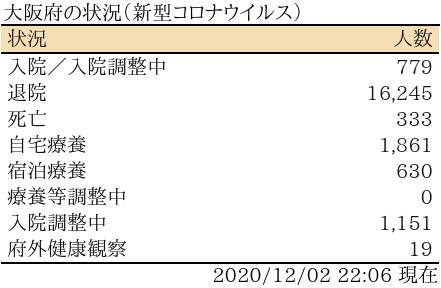 大阪府の状況（新型コロナウイルス）
状況 人数
入院／入院調整中 779
退院 16,245
死亡 333
自宅療養 1,861
宿泊療養 630
療養等調整中 0
入院調整中 1,151
府外健康観察 19
2020/12/02 22:06 現在